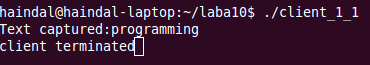 haindal@haindal-laptop:~/laba10$ ./client_1_1
Text captured:programming
client terminated